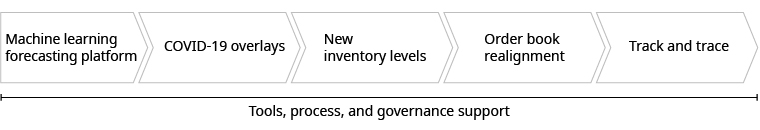 Machine learning
forecasting platform
COVID-19 overlays
New
inventory levels
Order book
realignment
Track and trace
Tools, process, and governance support